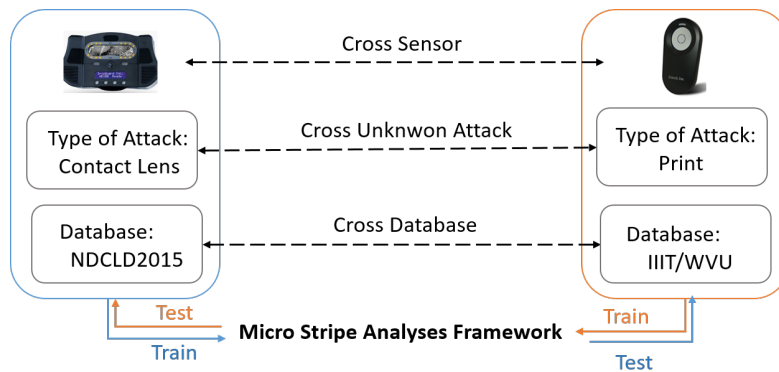 Cross Sensor
Type of Attack:
Contact Lens
Cross Unknwon Attack
Type of Attack:
Print
Database:
NDCLD2015
Cross Database
Database:
IIIT/WVU
Test
Train
Micro Stripe Analyses Framework
Train
Test